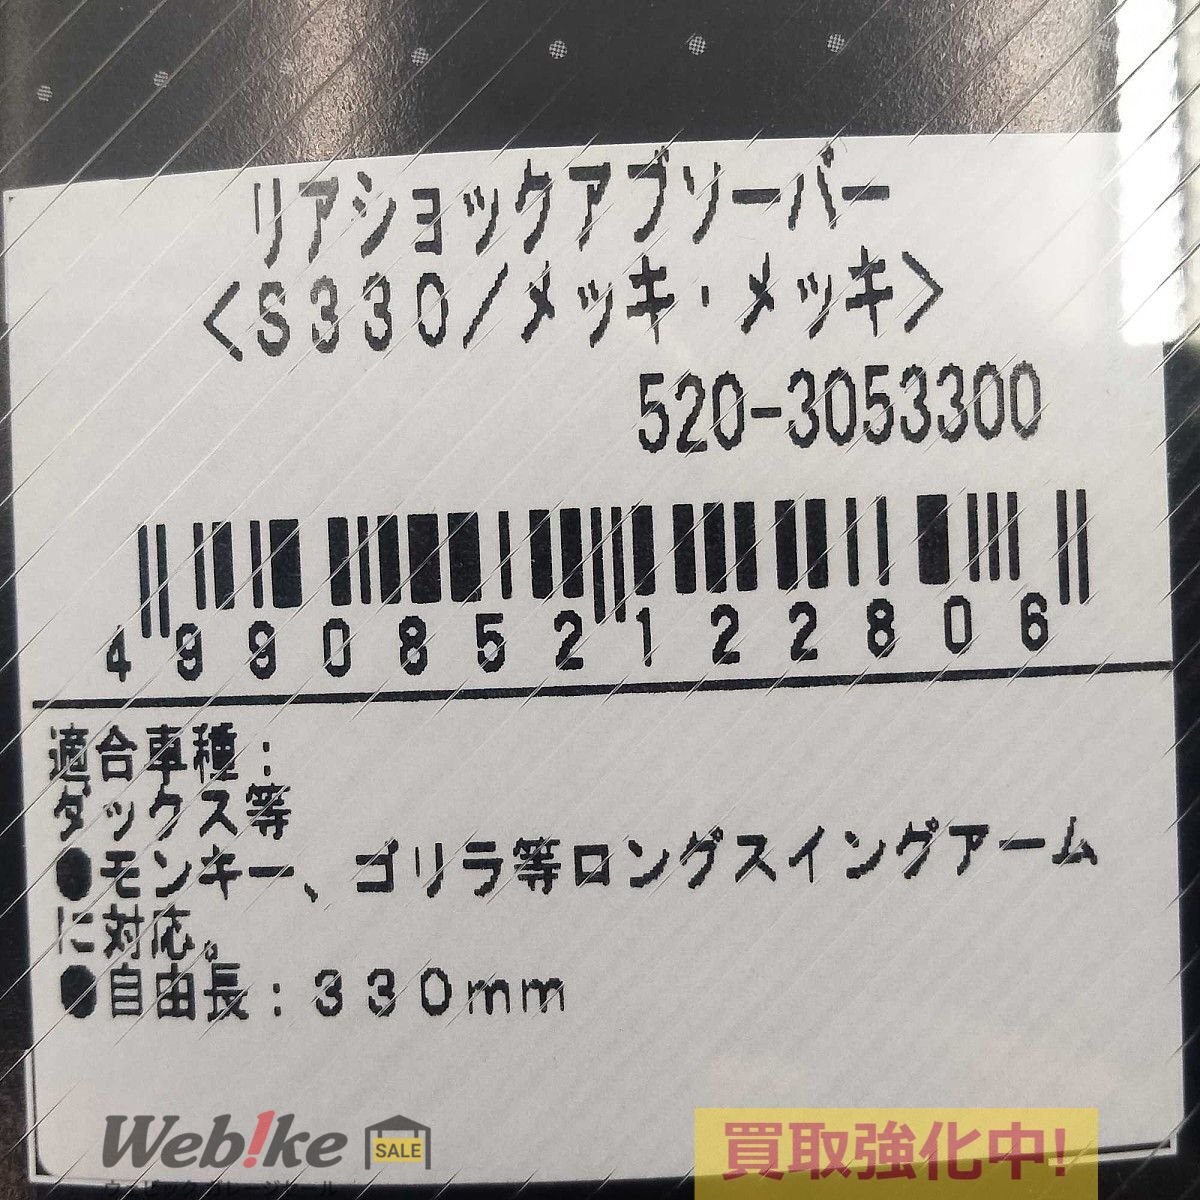 リアショックアブソーバー
<S330/メッキ・メッキ>
520-3053300
4990852122806
適合車種:
ダックス等
●モンキー、ゴリラ等ロングスイングアーム
に対応。
●自由長:330mm
Web!ke SALE
買取強化中!